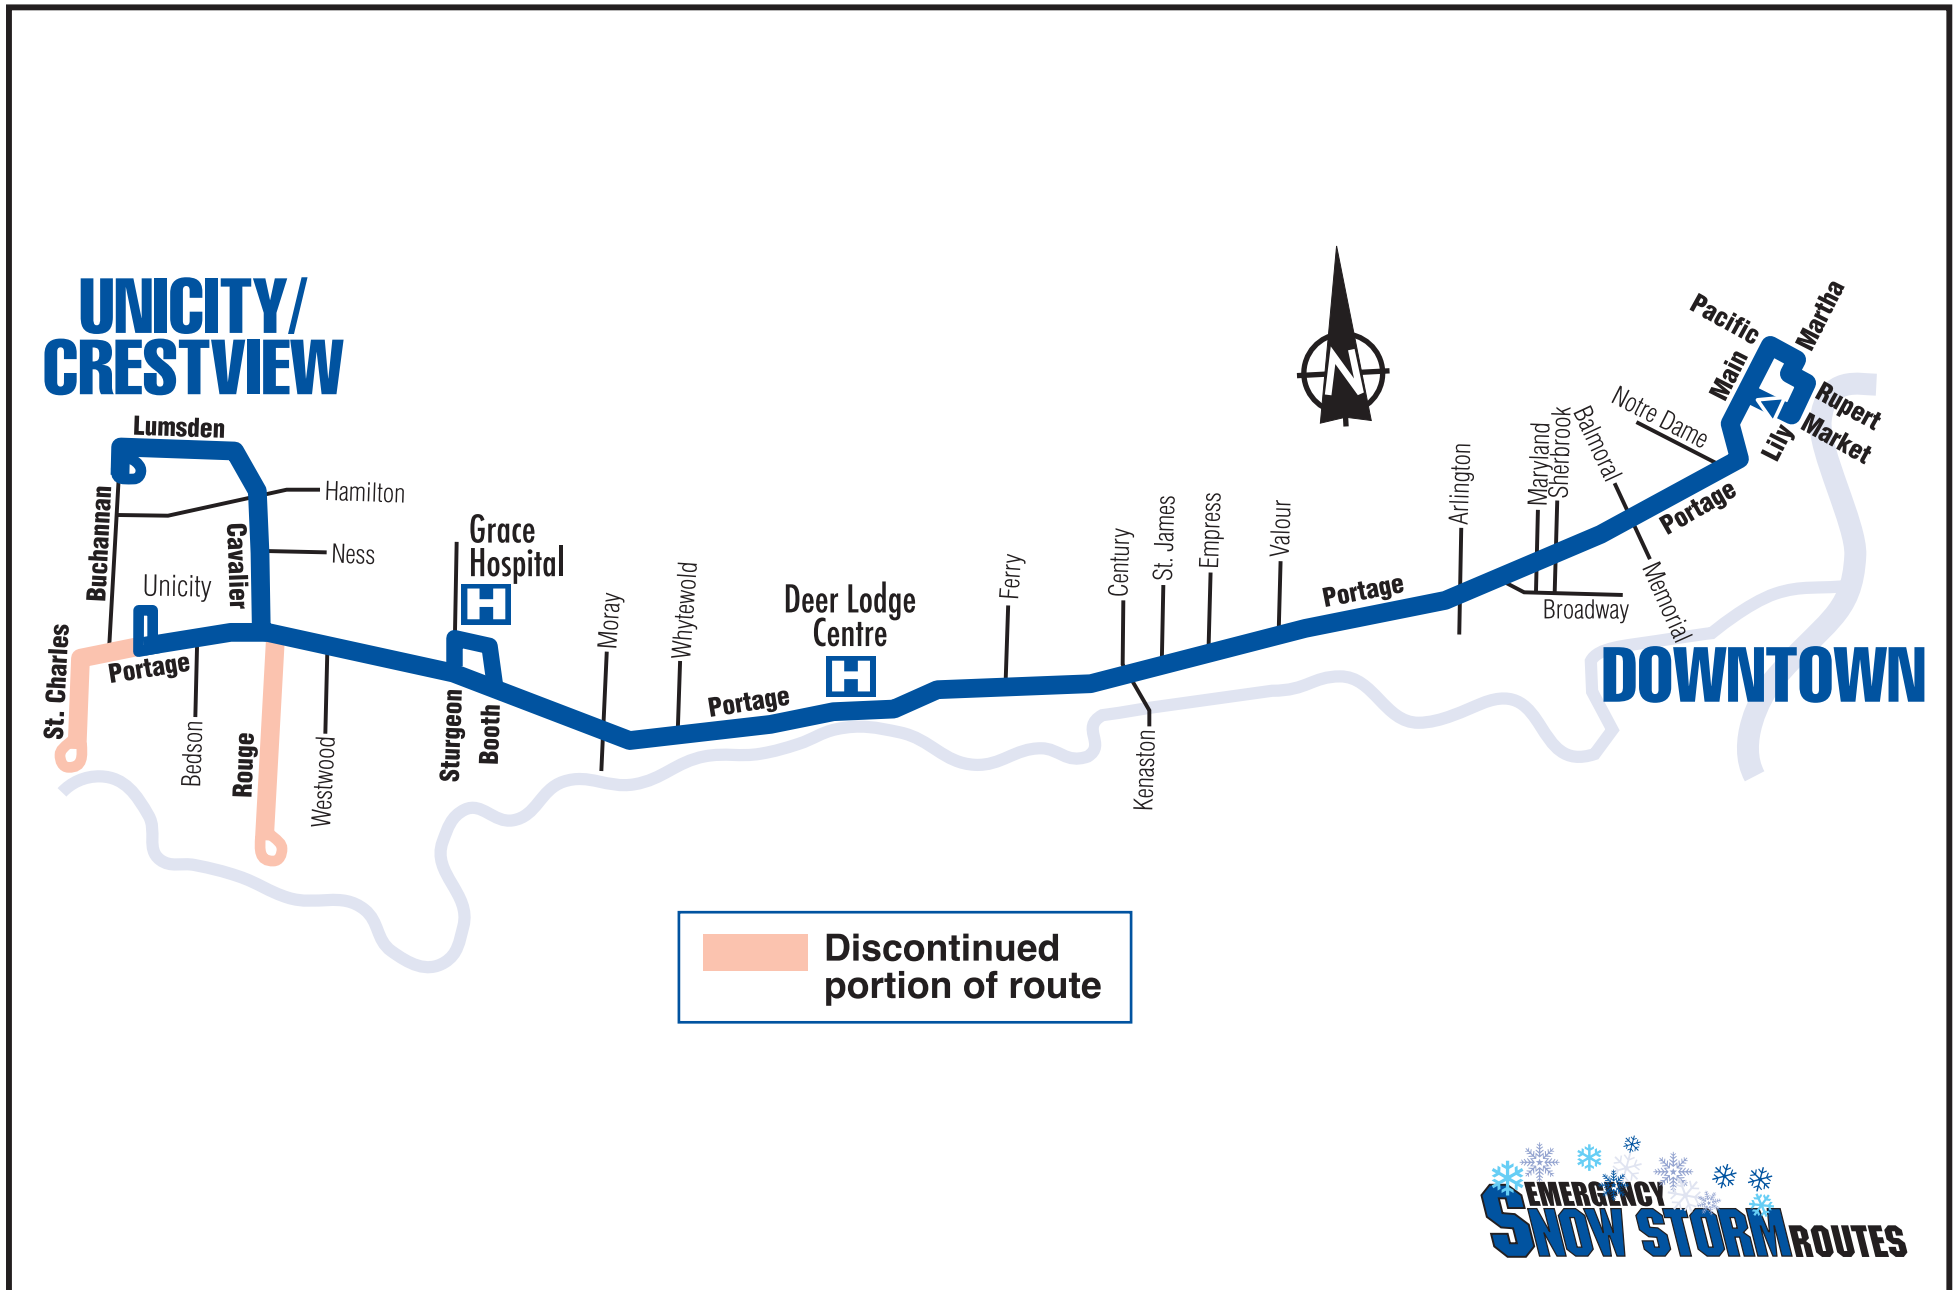 UNICITY/
CRESTVIEW
Lumsden
Buchannan
Hamilton
Cavalier
Ness
Unicity
St. Charles
Portage
Bedson
Rouge
Westwood
Grace
Hospital
H
Sturgeon
Booth
Moray
Whytewold
Portage
Deer Lodge
Centre
H
Ferry
Century
Kenaston
St. James
Empress
Valour
N
Portage
Arlington
Maryland
Sherbrook
Broadway
Balmoral
Memorial
Notre Dame
Portage
Pacific
Martha
Main
Rupert
Market
Lily
DOWNTOWN
Discontinued
portion of route
EMERGENCY
SNOW STORM ROUTES